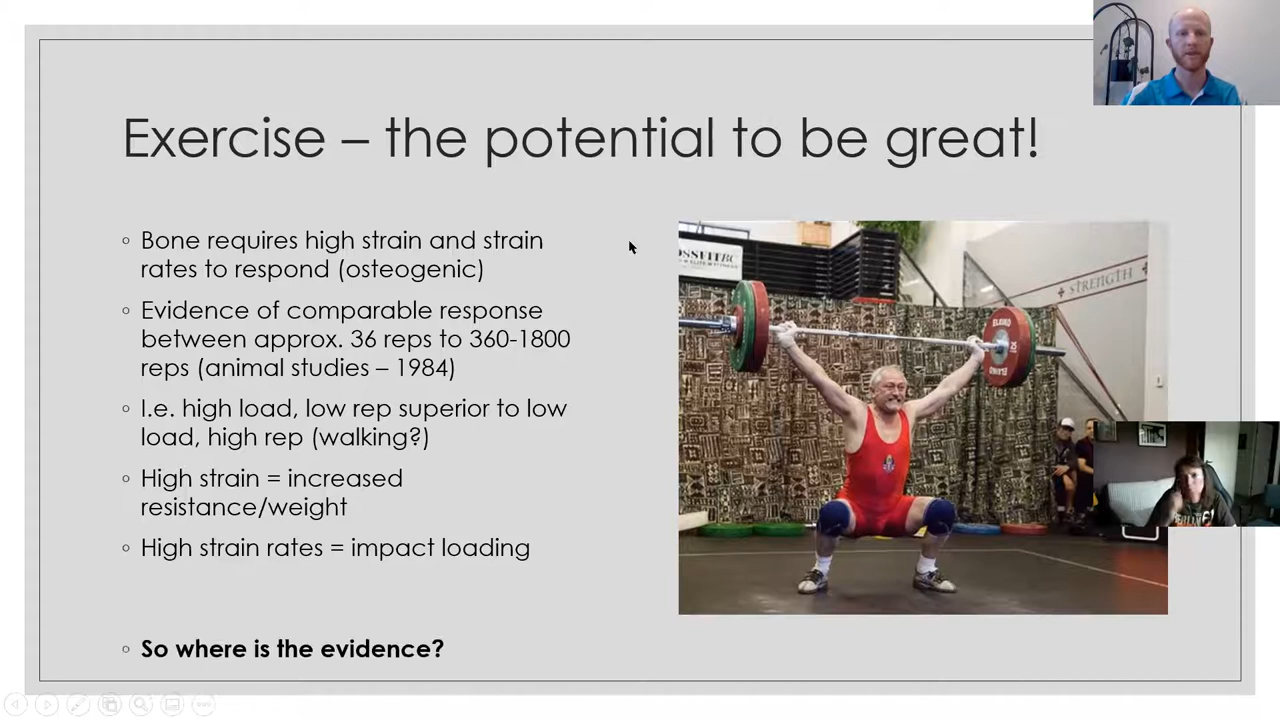 Exercise – the potential to be great!
◦ Bone requires high strain and strain
rates to respond (osteogenic)
◦ Evidence of comparable response
between approx. 36 reps to 360-1800
reps (animal studies – 1984)
◦ I.e. high load, low rep superior to low
load, high rep (walking?)
◦ High strain = increased
resistance/weight
◦ High strain rates = impact loading
◦ So where is the evidence?
STRENGTH
ELEIKO
25